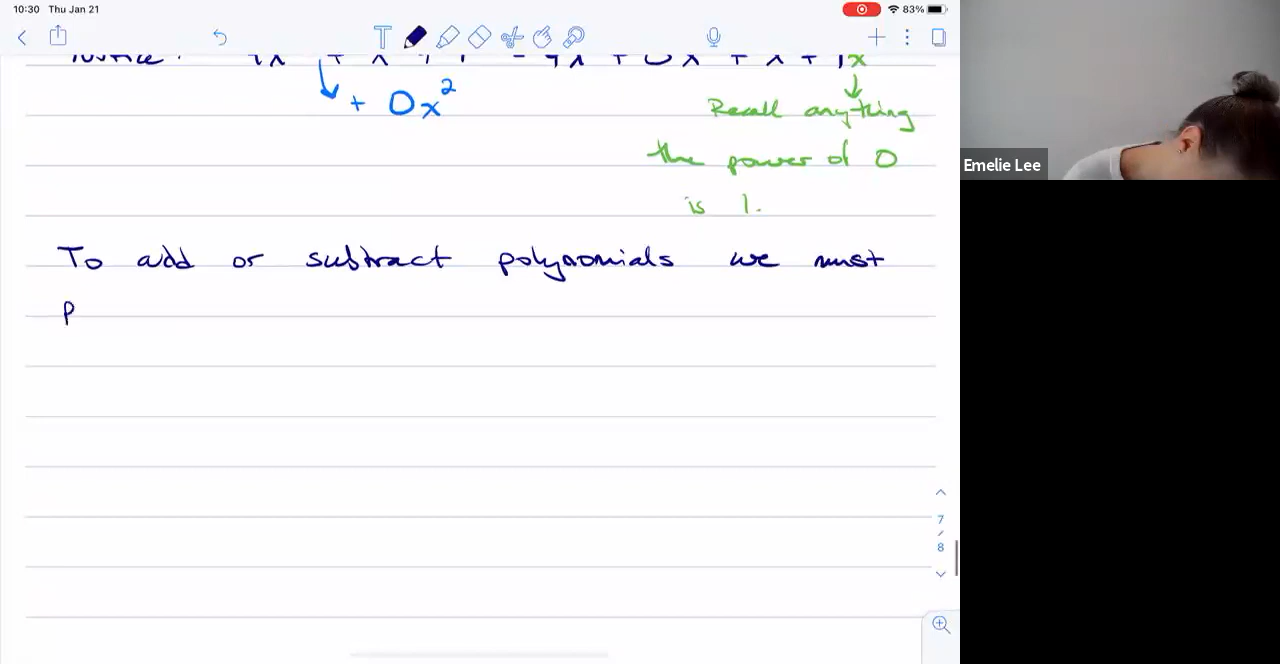 10:30 Thu Jan 21
83%
+ 0x²
Recall anything
the power of 0
is 1.
To add or subtract polynomials we must
P
7
8
Emelie Lee